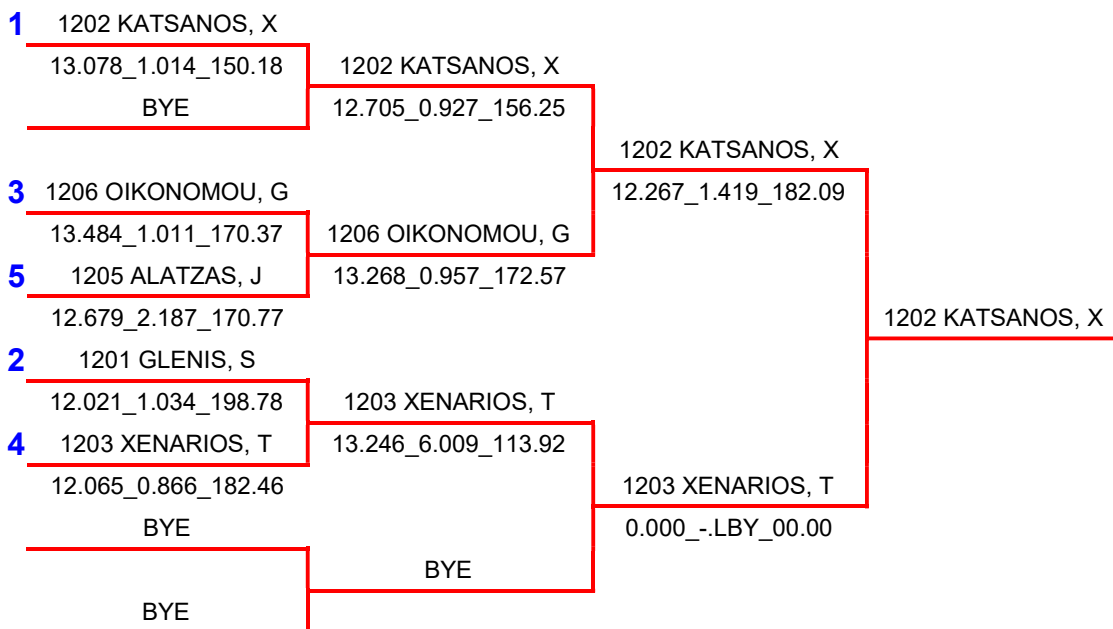 1 1202 KATSANOS, X
13.078_1.014_150.18
BYE
3 1206 OIKONOMOU, G
13.484_1.011_170.37
5 1205 ALATZAS, J
12.679_2.187_170.77
2 1201 GLENIS, S
12.021_1.034_198.78
4 1203 XENARIOS, T
12.065_0.866_182.46
BYE
BYE
1202 KATSANOS, X
12.705_0.927_156.25
1206 OIKONOMOU, G
13.268_0.957_172.57
1203 XENARIOS, T
13.246_6.009_113.92
BYE
1202 KATSANOS, X
12.267_1.419_182.09
1203 XENARIOS, T
0.000_-.LBY_00.00
1202 KATSANOS, X